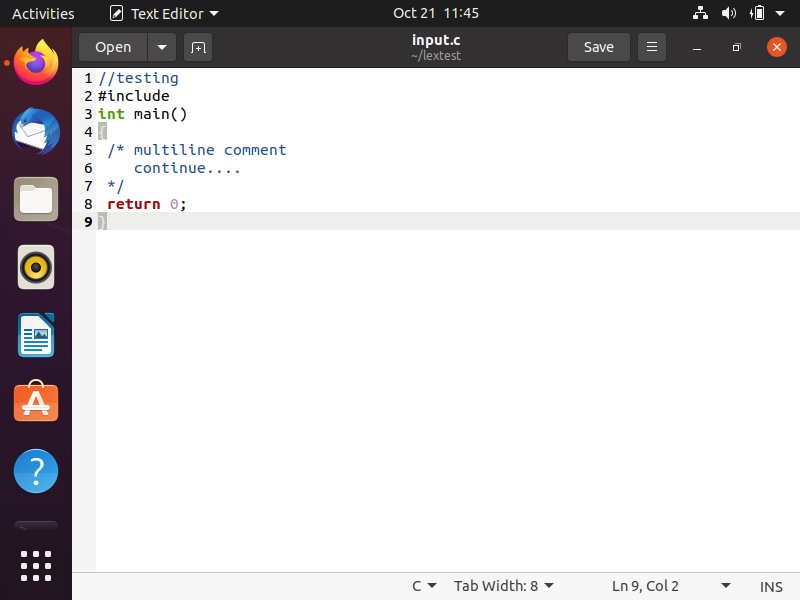 Activities Text Editor Oct 21 11:45
Open input.c Save
~/lextest
1 //testing
2 #include
3 int main()
4 {
5 /* multiline comment
6 continue....
7 */
8 return 0;
9 }
C Tab Width: 8 Ln 9, Col 2 INS